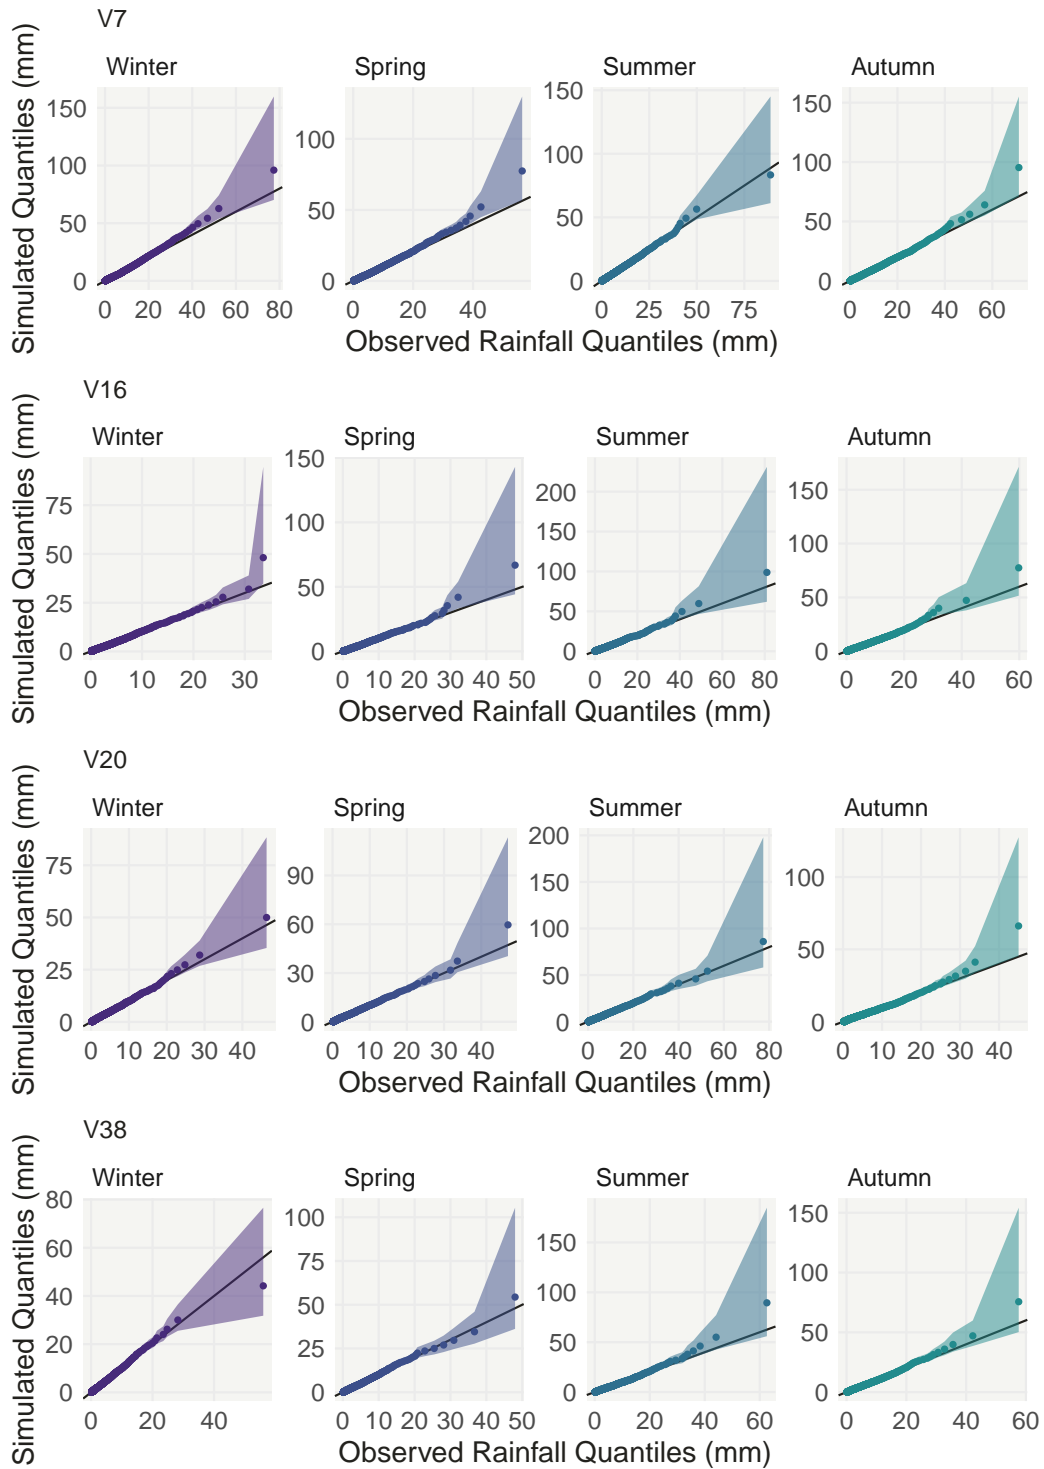 V7
Winter Spring Summer Autumn
Simulated Quantiles (mm)
150 100 50 0
100 50 0
150 100 50 0
150 100 50 0
0 20 40 60 80
0 20 40
0 25 50 75
0 20 40 60
Observed Rainfall Quantiles (mm)
V16
Winter Spring Summer Autumn
Simulated Quantiles (mm)
75 50 25 0
150 100 50 0
200 150 100 50 0
150 100 50 0
0 10 20 30
0 10 20 30 40 50
0 20 40 60 80
0 20 40 60
Observed Rainfall Quantiles (mm)
V20
Winter Spring Summer Autumn
Simulated Quantiles (mm)
75 50 25 0
90 60 30 0
200 150 100 50 0
100 50 0
0 10 20 30 40
0 10 20 30 40
0 20 40 60 80
0 10 20 30 40
Observed Rainfall Quantiles (mm)
V38
Winter Spring Summer Autumn
Simulated Quantiles (mm)
80 60 40 20 0
100 75 50 25 0
150 100 50 0
150 100 50 0
0 20 40
0 10 20 30 40 50
0 20 40 60
0 20 40 60
Observed Rainfall Quantiles (mm)